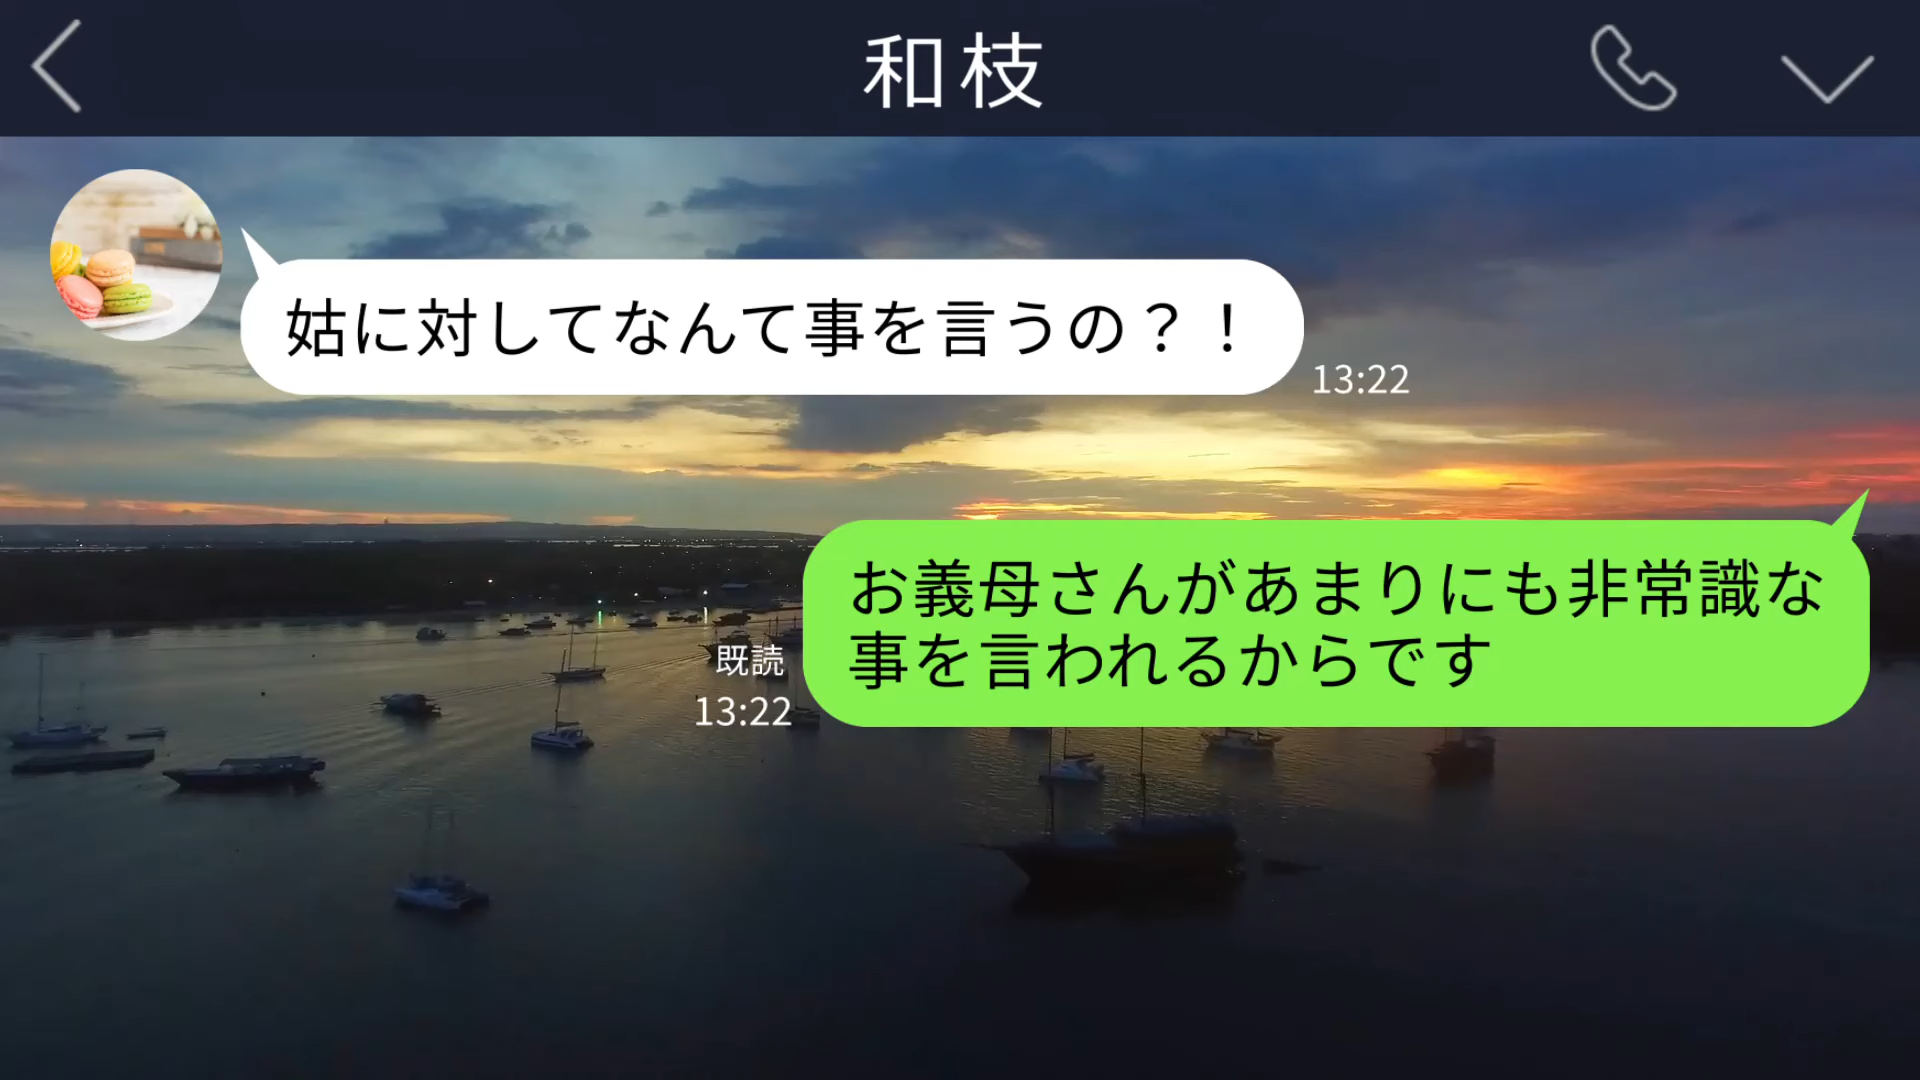 和枝
姑に対してなんて事を言うの？！
13:22
お義母さんがあまりにも非常識な
事を言われるからです
既読
13:22